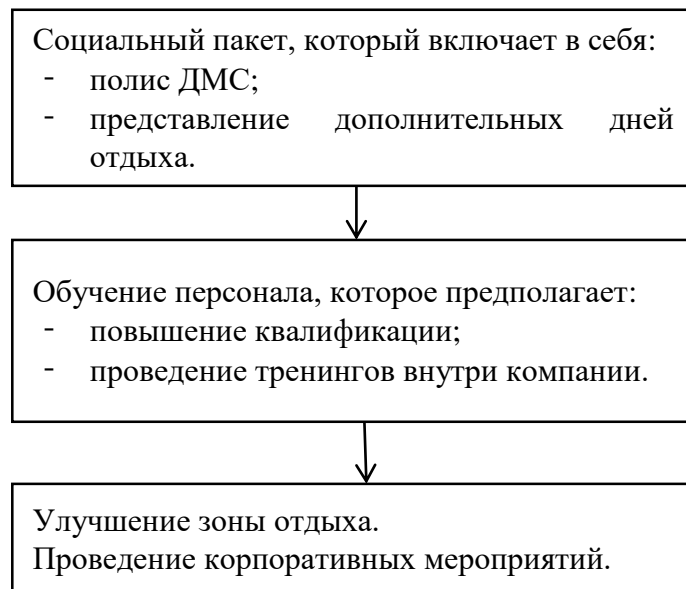 Социальный пакет, который включает в себя:
- полис ДМС;
- представление дополнительных дней
отдыха.
Обучение персонала, которое предполагает:
- повышение квалификации;
- проведение тренингов внутри компании.
Улучшение зоны отдыха.
Проведение корпоративных мероприятий.